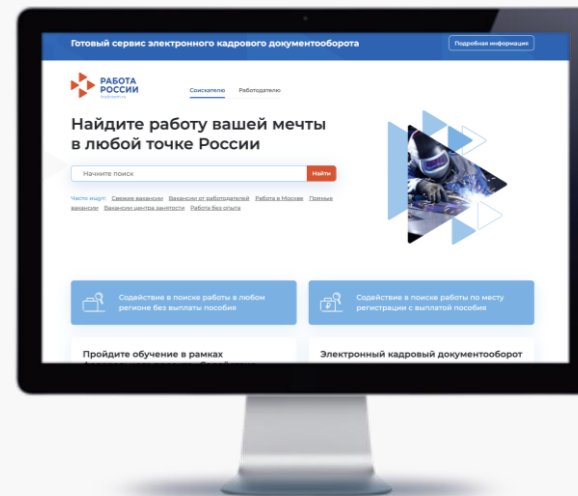 Готовый сервис электронного кадрового документооборота
Подробная информация
РАБОТА
РОССИИ
Соискателю Работодателю
Найдите работу вашей мечты
в любой точке России
Начните поиск
Найти
Часто ищут: Свежие вакансии Вакансии от работодателей Работа в Москве Прямые
вакансии Вакансии центра занятости Работа без опыта
Содействие в поиске работы в любом
регионе без выплаты пособия
Содействие в поиске работы по месту
регистрации с выплатой пособия
Пройдите обучение в рамках
Электронный кадровый документооборот